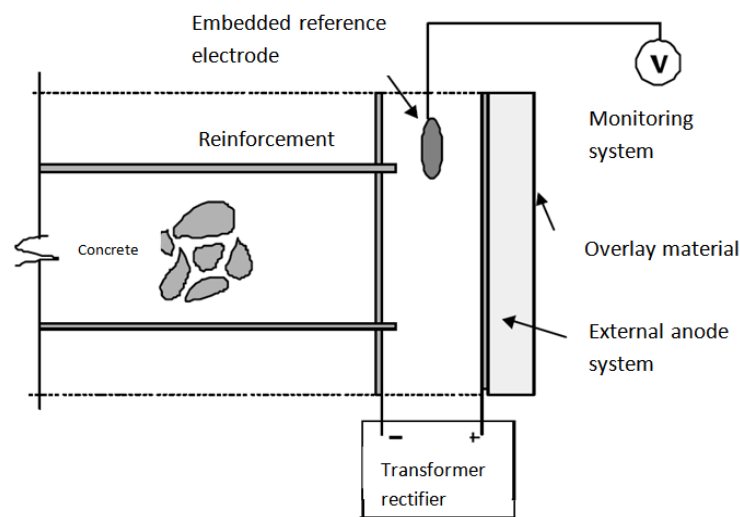 Embedded reference
electrode
V
Monitoring
system
Reinforcement
Concrete
Overlay material
External anode
system
− +
Transformer
rectifier